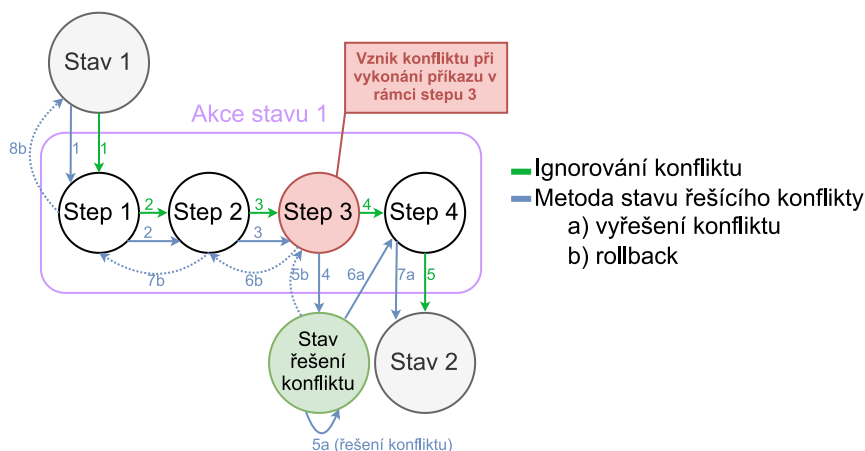 Stav 1
Vznik konfliktu při
vykonání příkazu v
rámci stepu 3
Akce stavu 1
8b
1
1
Step 1
2
2
Step 2
3
3
Step 3
4
Step 4
7b
6b
5b
4
6a
7a
5
Stav
řešení
konfliktu
Stav 2
5a (řešení konfliktu)
Ignorování konfliktu
Metoda stavu řešícího konflikty
a) vyřešení konfliktu
b) rollback